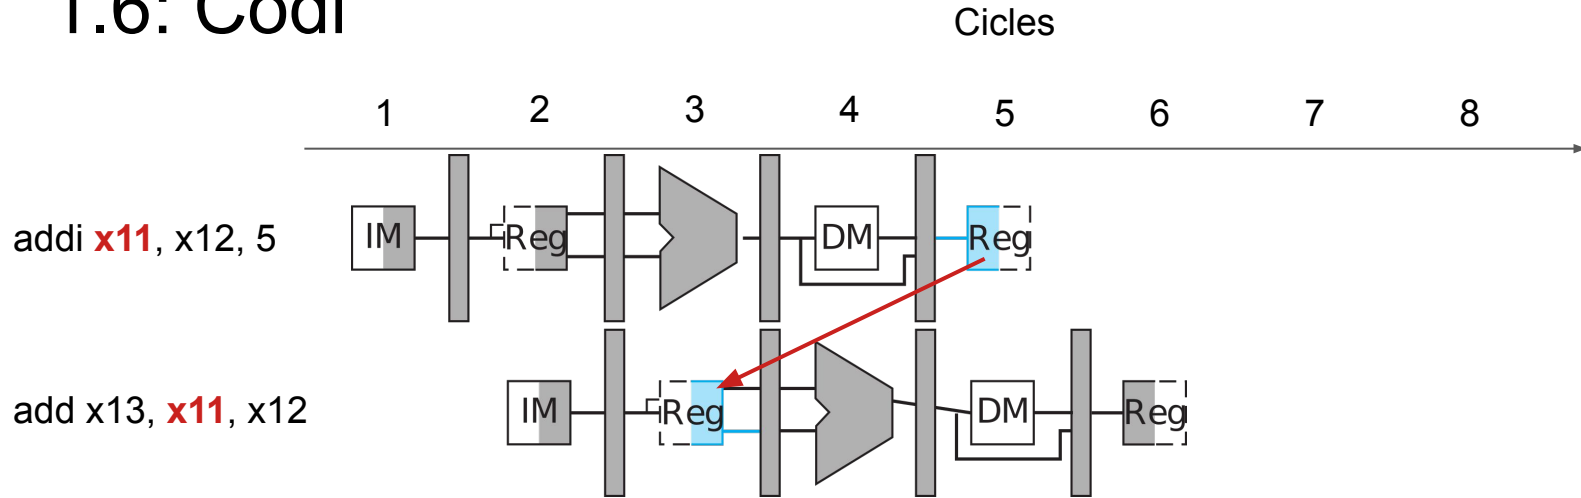 1.6: Codi
Cicles
1 2 3 4 5 6 7 8
addi x11, x12, 5
IM Reg DM Reg
add x13, x11, x12
IM Reg DM Reg